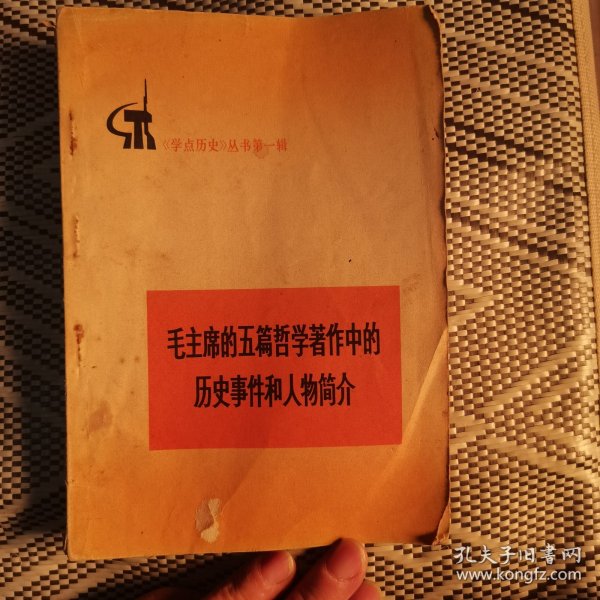 《学点历史》丛书第一辑
毛主席的五篇哲学著作中的
历史事件和人物简介
孔夫子旧書网
www.kongfz.com